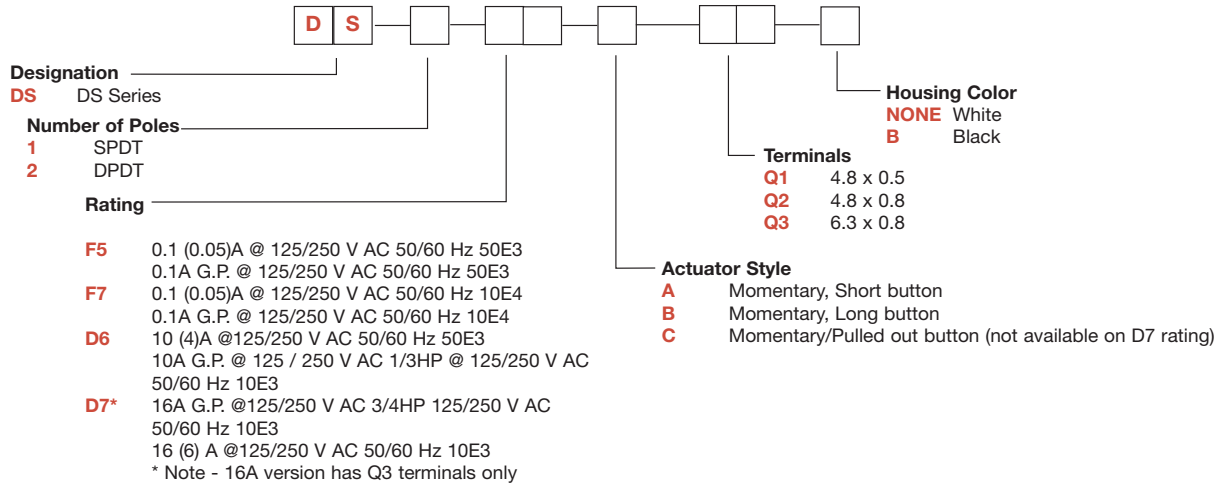 D S
Designation
DS DS Series
Number of Poles
1 SPDT
2 DPDT
Rating
F5 0.1 (0.05)A @ 125/250 V AC 50/60 Hz 50E3
0.1A G.P. @ 125/250 V AC 50/60 Hz 50E3
F7 0.1 (0.05)A @ 125/250 V AC 50/60 Hz 10E4
0.1A G.P. @ 125/250 V AC 50/60 Hz 10E4
D6 10 (4)A @125/250 V AC 50/60 Hz 50E3
10A G.P. @ 125 / 250 V AC 1/3HP @ 125/250 V AC
50/60 Hz 10E3
D7* 16A G.P. @125/250 V AC 3/4HP 125/250 V AC
50/60 Hz 10E3
16 (6) A @125/250 V AC 50/60 Hz 10E3
* Note - 16A version has Q3 terminals only
Actuator Style
A Momentary, Short button
B Momentary, Long button
C Momentary/Pulled out button (not available on D7 rating)
Terminals
Q1 4.8 x 0.5
Q2 4.8 x 0.8
Q3 6.3 x 0.8
Housing Color
NONE White
B Black